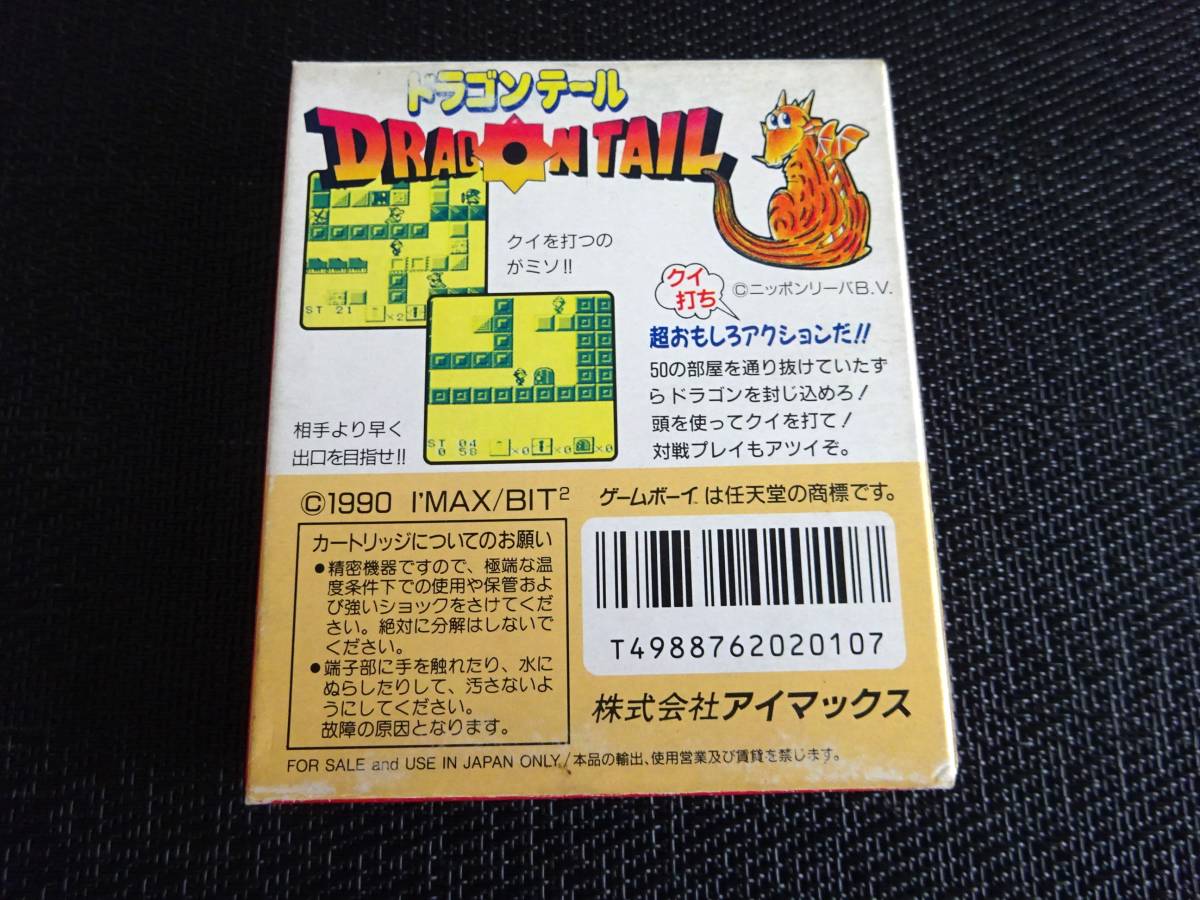 ドラゴンテール
DRAGON TAIL
クイを打つの
がミソ!!
クイ
打ち
©ニッポンリーバB.V.
超おもしろアクションだ!!
50の部屋を通り抜けていたず
らドラゴンを封じ込めろ!
頭を使ってクイを打て!
対戦プレイもアツイぞ。
ST 21
×2
相手より早く
出口を目指せ!!
ST 04
0 58
×0 ×0 ×0
©1990 I'MAX/BIT²
ゲームボーイは任天堂の商標です。
カートリッジについてのお願い
●精密機器ですので、極端な温
度条件下での使用や保管およ
び強いショックをさけてくだ
さい。絶対に分解はしないで
ください。
●端子部に手を触れたり、水に
ぬらしたりして、汚さないよ
うにしてください。
故障の原因となります。
T4988762020107
株式会社アイマックス
FOR SALE and USE IN JAPAN ONLY/本品の輸出、使用営業及び賃貸を禁じます。